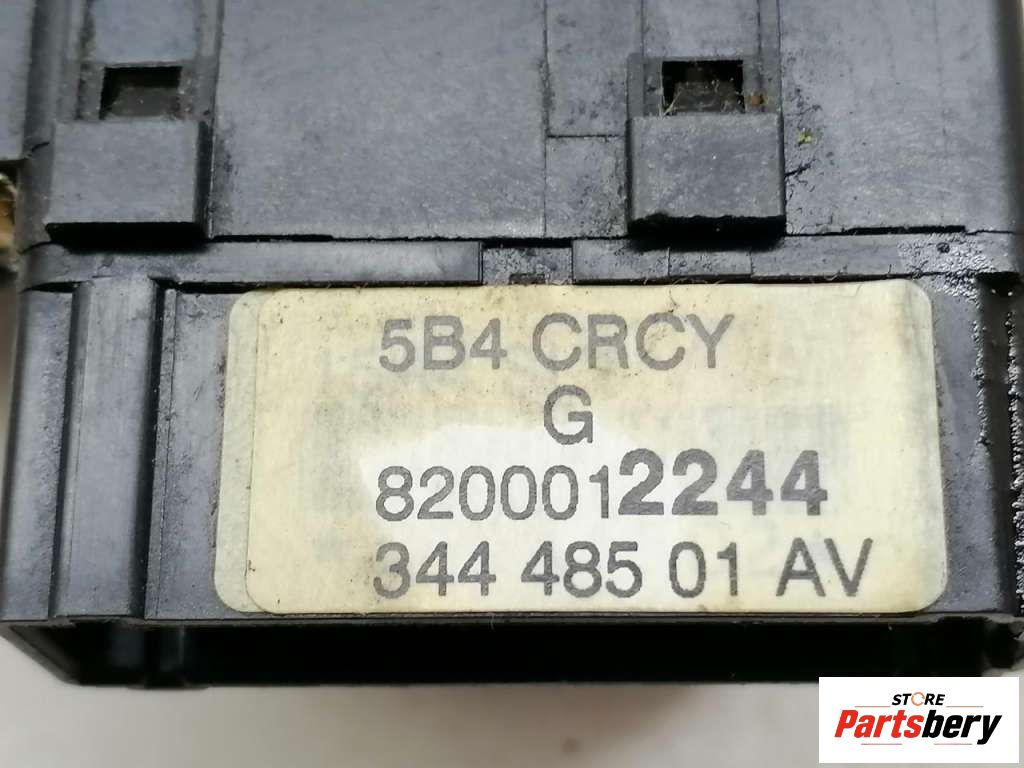 5B4 CRCY
G
8200012244
344 485 01 AV
STORE
Partsbery